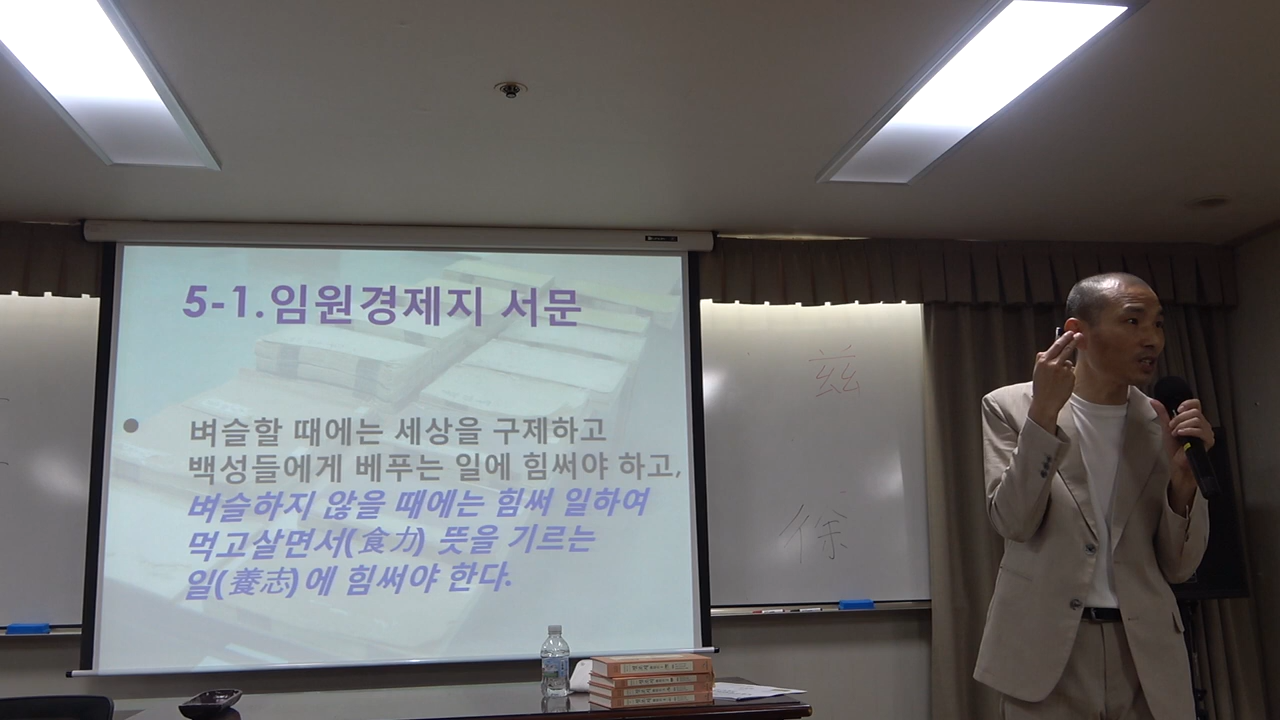 5-1.임원경제지 서문
벼슬할 때에는 세상을 구제하고
백성들에게 베푸는 일에 힘써야 하고,
벼슬하지 않을 때에는 힘써 일하여
먹고살면서(食力) 뜻을 기르는
일(養志)에 힘써야 한다.
玆
徐